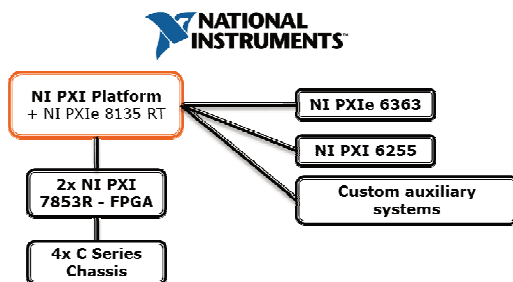 NATIONAL
INSTRUMENTS™
NI PXI Platform
+ NI PXIe 8135 RT
NI PXIe 6363
NI PXI 6255
Custom auxiliary
systems
2x NI PXI
7853R - FPGA
4x C Series
Chassis